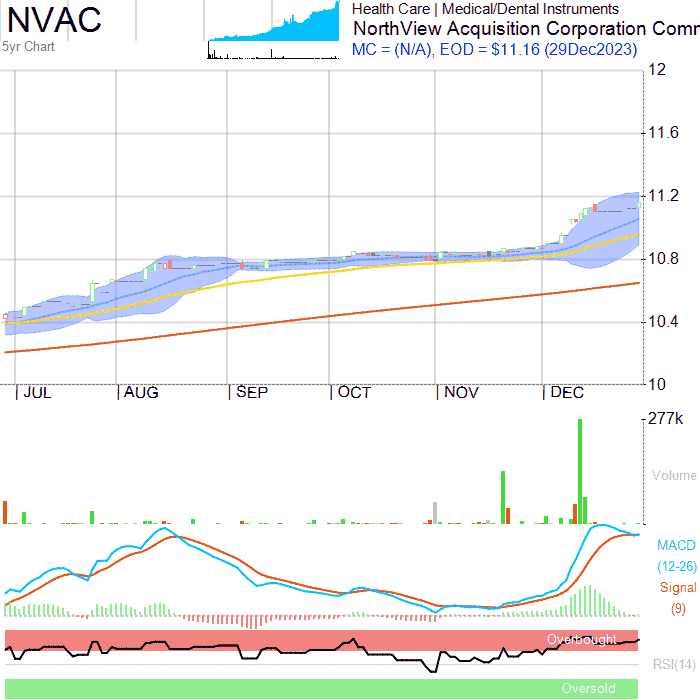 NVAC
5yr Chart
Health Care | Medical/Dental Instruments
NorthView Acquisition Corporation Comm
MC = (N/A), EOD = $11.16 (29Dec2023)
12
11.6
11.2
10.8
10.4
10
JUL AUG SEP OCT NOV DEC
277k
Volume
MACD
(12-26)
Signal
(9)
Overbought
RSI(14)
Oversold